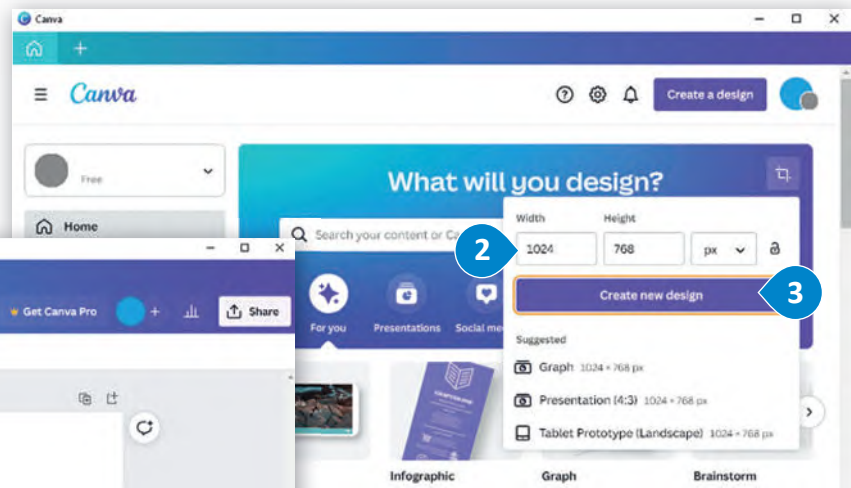 Canva
Canva
Create a design
Free
What will you design?
Home
Search your content or Ca
Width Height
1024 768 px
2
Create new design
3
Get Canva Pro
Share
For you Presentations Social me
Suggested
Graph 1024 × 768 px
Presentation (4:3) 1024 × 768 px
Tablet Prototype (Landscape) 1024 × 768 px
Infographic Graph Brainstorm